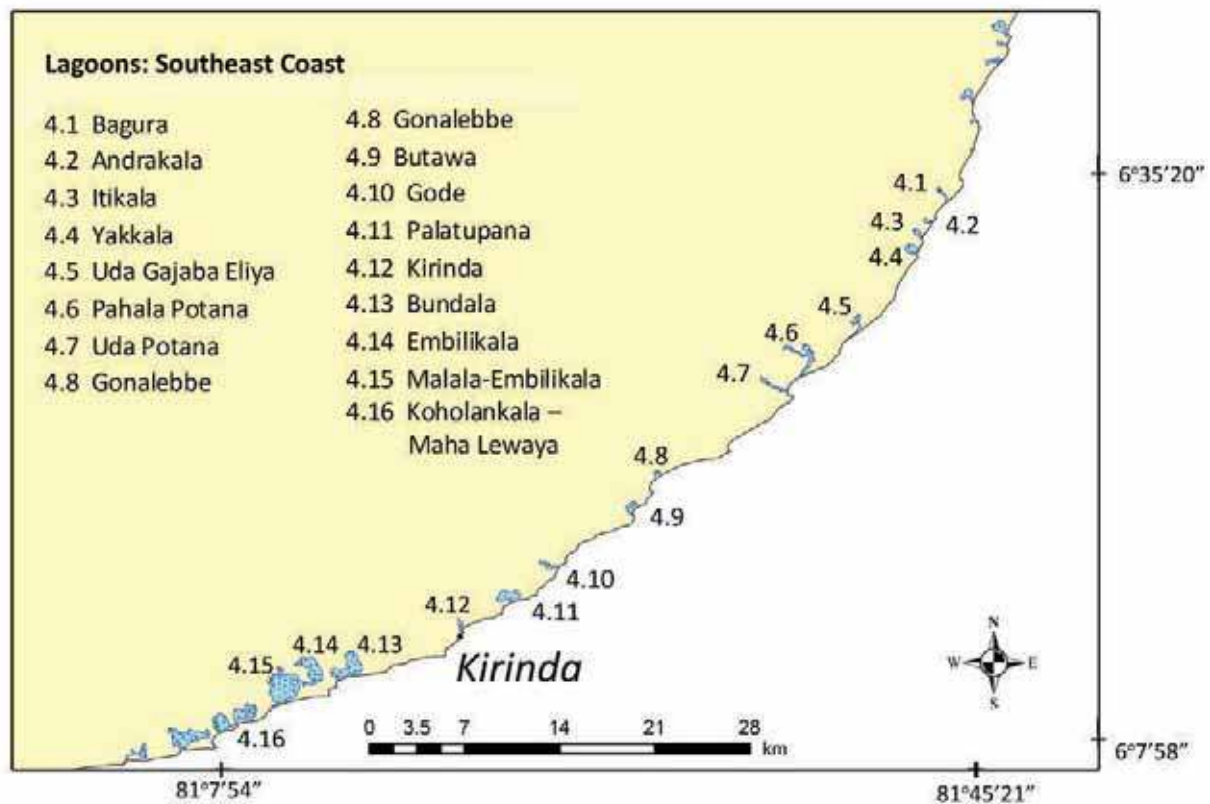 Lagoons: Southeast Coast
4.1 Bagura
4.2 Andrakala
4.3 Itikala
4.4 Yakkala
4.5 Uda Gajaba Eliya
4.6 Pahala Potana
4.7 Uda Potana
4.8 Gonalebbe
4.8 Gonalebbe
4.9 Butawa
4.10 Gode
4.11 Palatupana
4.12 Kirinda
4.13 Bundala
4.14 Embilikala
4.15 Malala-Embilikala
4.16 Koholankala –
Maha Lewaya
6°35'20"
4.1
4.3
4.2
4.4
4.5
4.6
4.7
4.8
4.9
4.10
4.11
4.12
4.14
4.13
4.15
Kirinda
4.16
N
W
E
S
0 3.5 7 14 21 28
km
6°7'58"
81°7'54"
81°45'21"